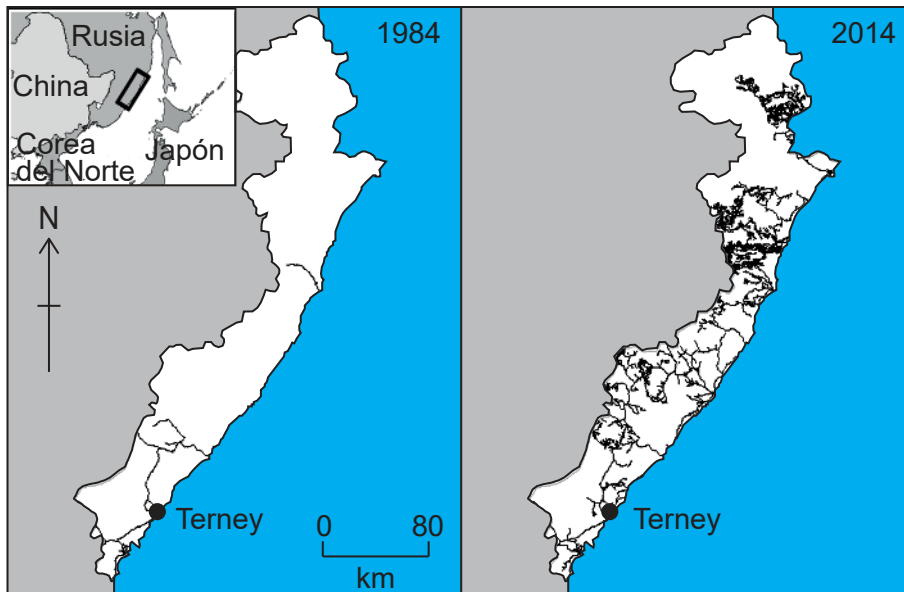 Rusia
China
Corea
del Norte
Japón
1984
N
Terney
0 80
km
2014
Terney